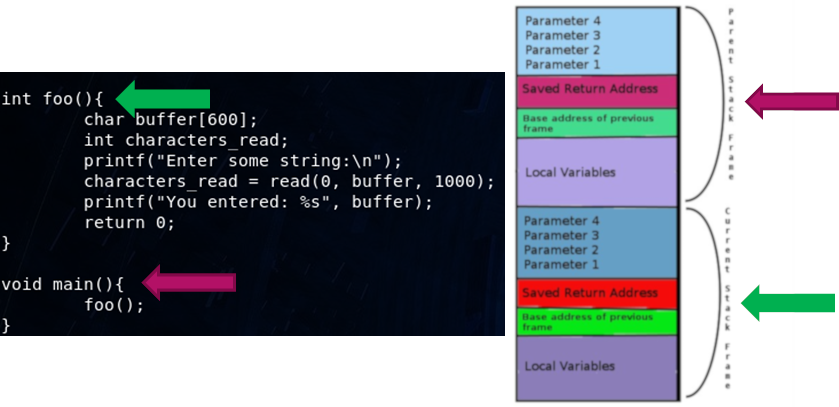 int foo(){
char buffer[600];
int characters_read;
printf("Enter some string:\n");
characters_read = read(0, buffer, 1000);
printf("You entered: %s", buffer);
return 0;
}
void main(){
foo();
}
Parameter 4
Parameter 3
Parameter 2
Parameter 1
Saved Return Address
Base address of previous
frame
Local Variables
Parent Stack Frame
Parameter 4
Parameter 3
Parameter 2
Parameter 1
Saved Return Address
Base address of previous
frame
Local Variables
Current Stack Frame